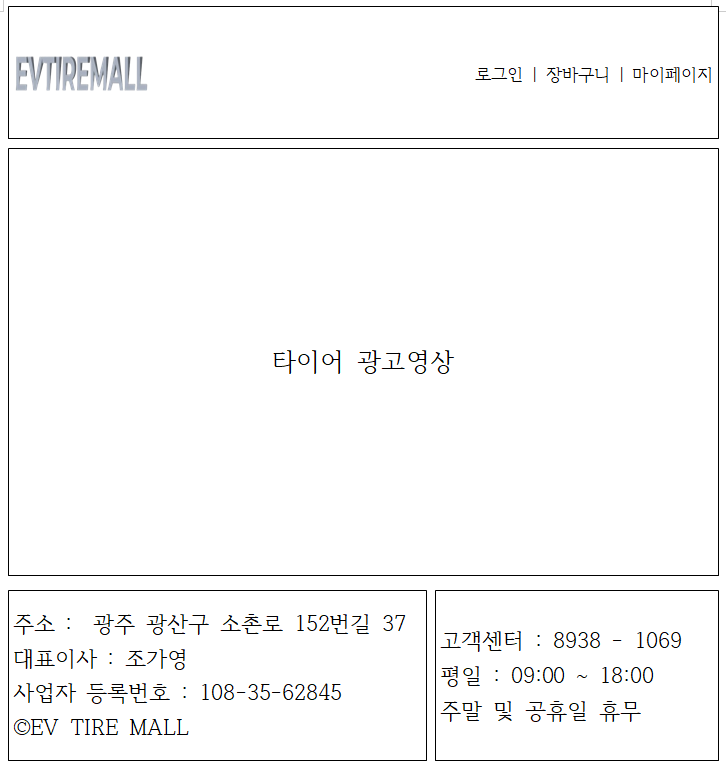 EVTIREMALL
로그인 | 장바구니 | 마이페이지
타이어 광고영상
주소 : 광주 광산구 소촌로 152번길 37
대표이사 : 조가영
사업자 등록번호 : 108-35-62845
©EV TIRE MALL
고객센터 : 8938 - 1069
평일 : 09:00 ~ 18:00
주말 및 공휴일 휴무